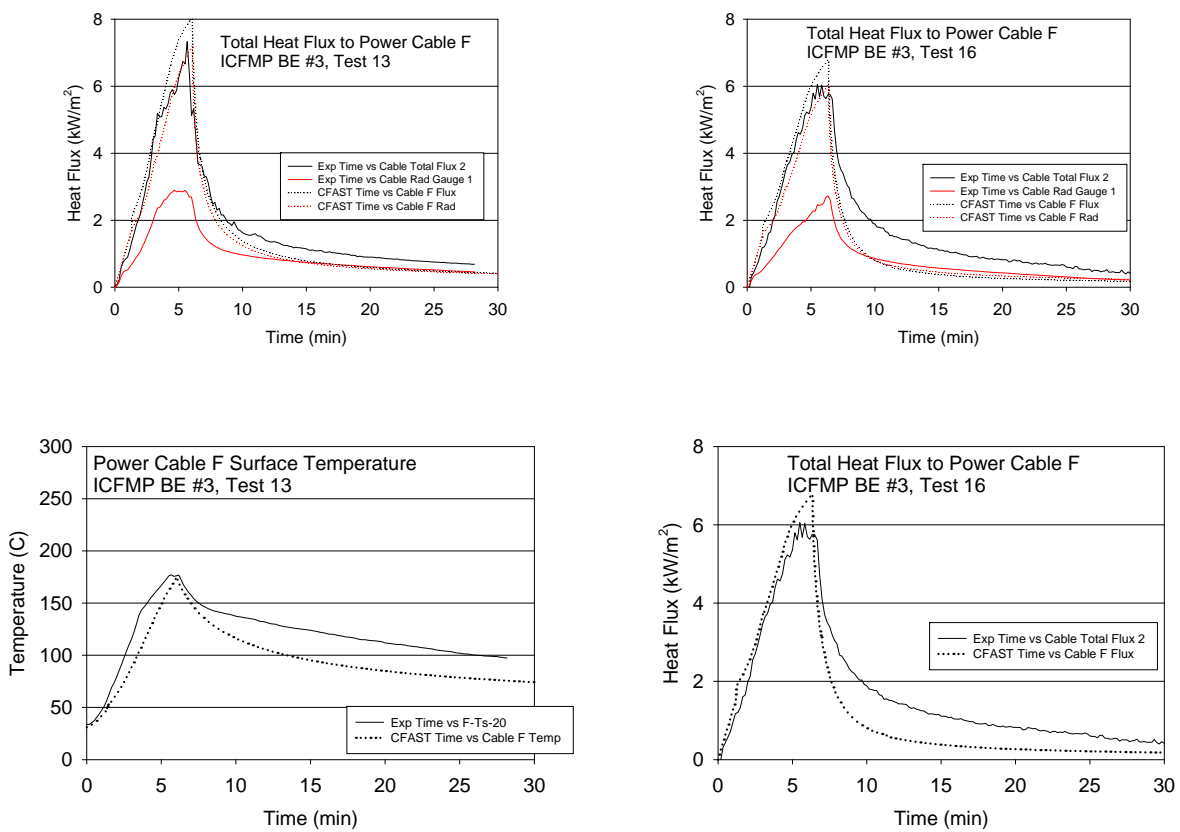 Total Heat Flux to Power Cable F
ICFMP BE #3, Test 13
Heat Flux (kW/m²)
8
6
4
2
0
Exp Time vs Cable Total Flux 2
Exp Time vs Cable Rad Gauge 1
CFAST Time vs Cable F Flux
CFAST Time vs Cable F Rad
0 5 10 15 20 25 30
Time (min)
Total Heat Flux to Power Cable F
ICFMP BE #3, Test 16
Heat Flux (kW/m²)
8
6
4
2
0
Exp Time vs Cable Total Flux 2
Exp Time vs Cable Rad Gauge 1
CFAST Time vs Cable F Flux
CFAST Time vs Cable F Rad
0 5 10 15 20 25 30
Time (min)
Power Cable F Surface Temperature
ICFMP BE #3, Test 13
Temperature (C)
300
250
200
150
100
50
0
Exp Time vs F-Ts-20
CFAST Time vs Cable F Temp
0 5 10 15 20 25 30
Time (min)
Total Heat Flux to Power Cable F
ICFMP BE #3, Test 16
Heat Flux (kW/m²)
8
6
4
2
0
Exp Time vs Cable Total Flux 2
CFAST Time vs Cable F Flux
0 5 10 15 20 25 30
Time (min)